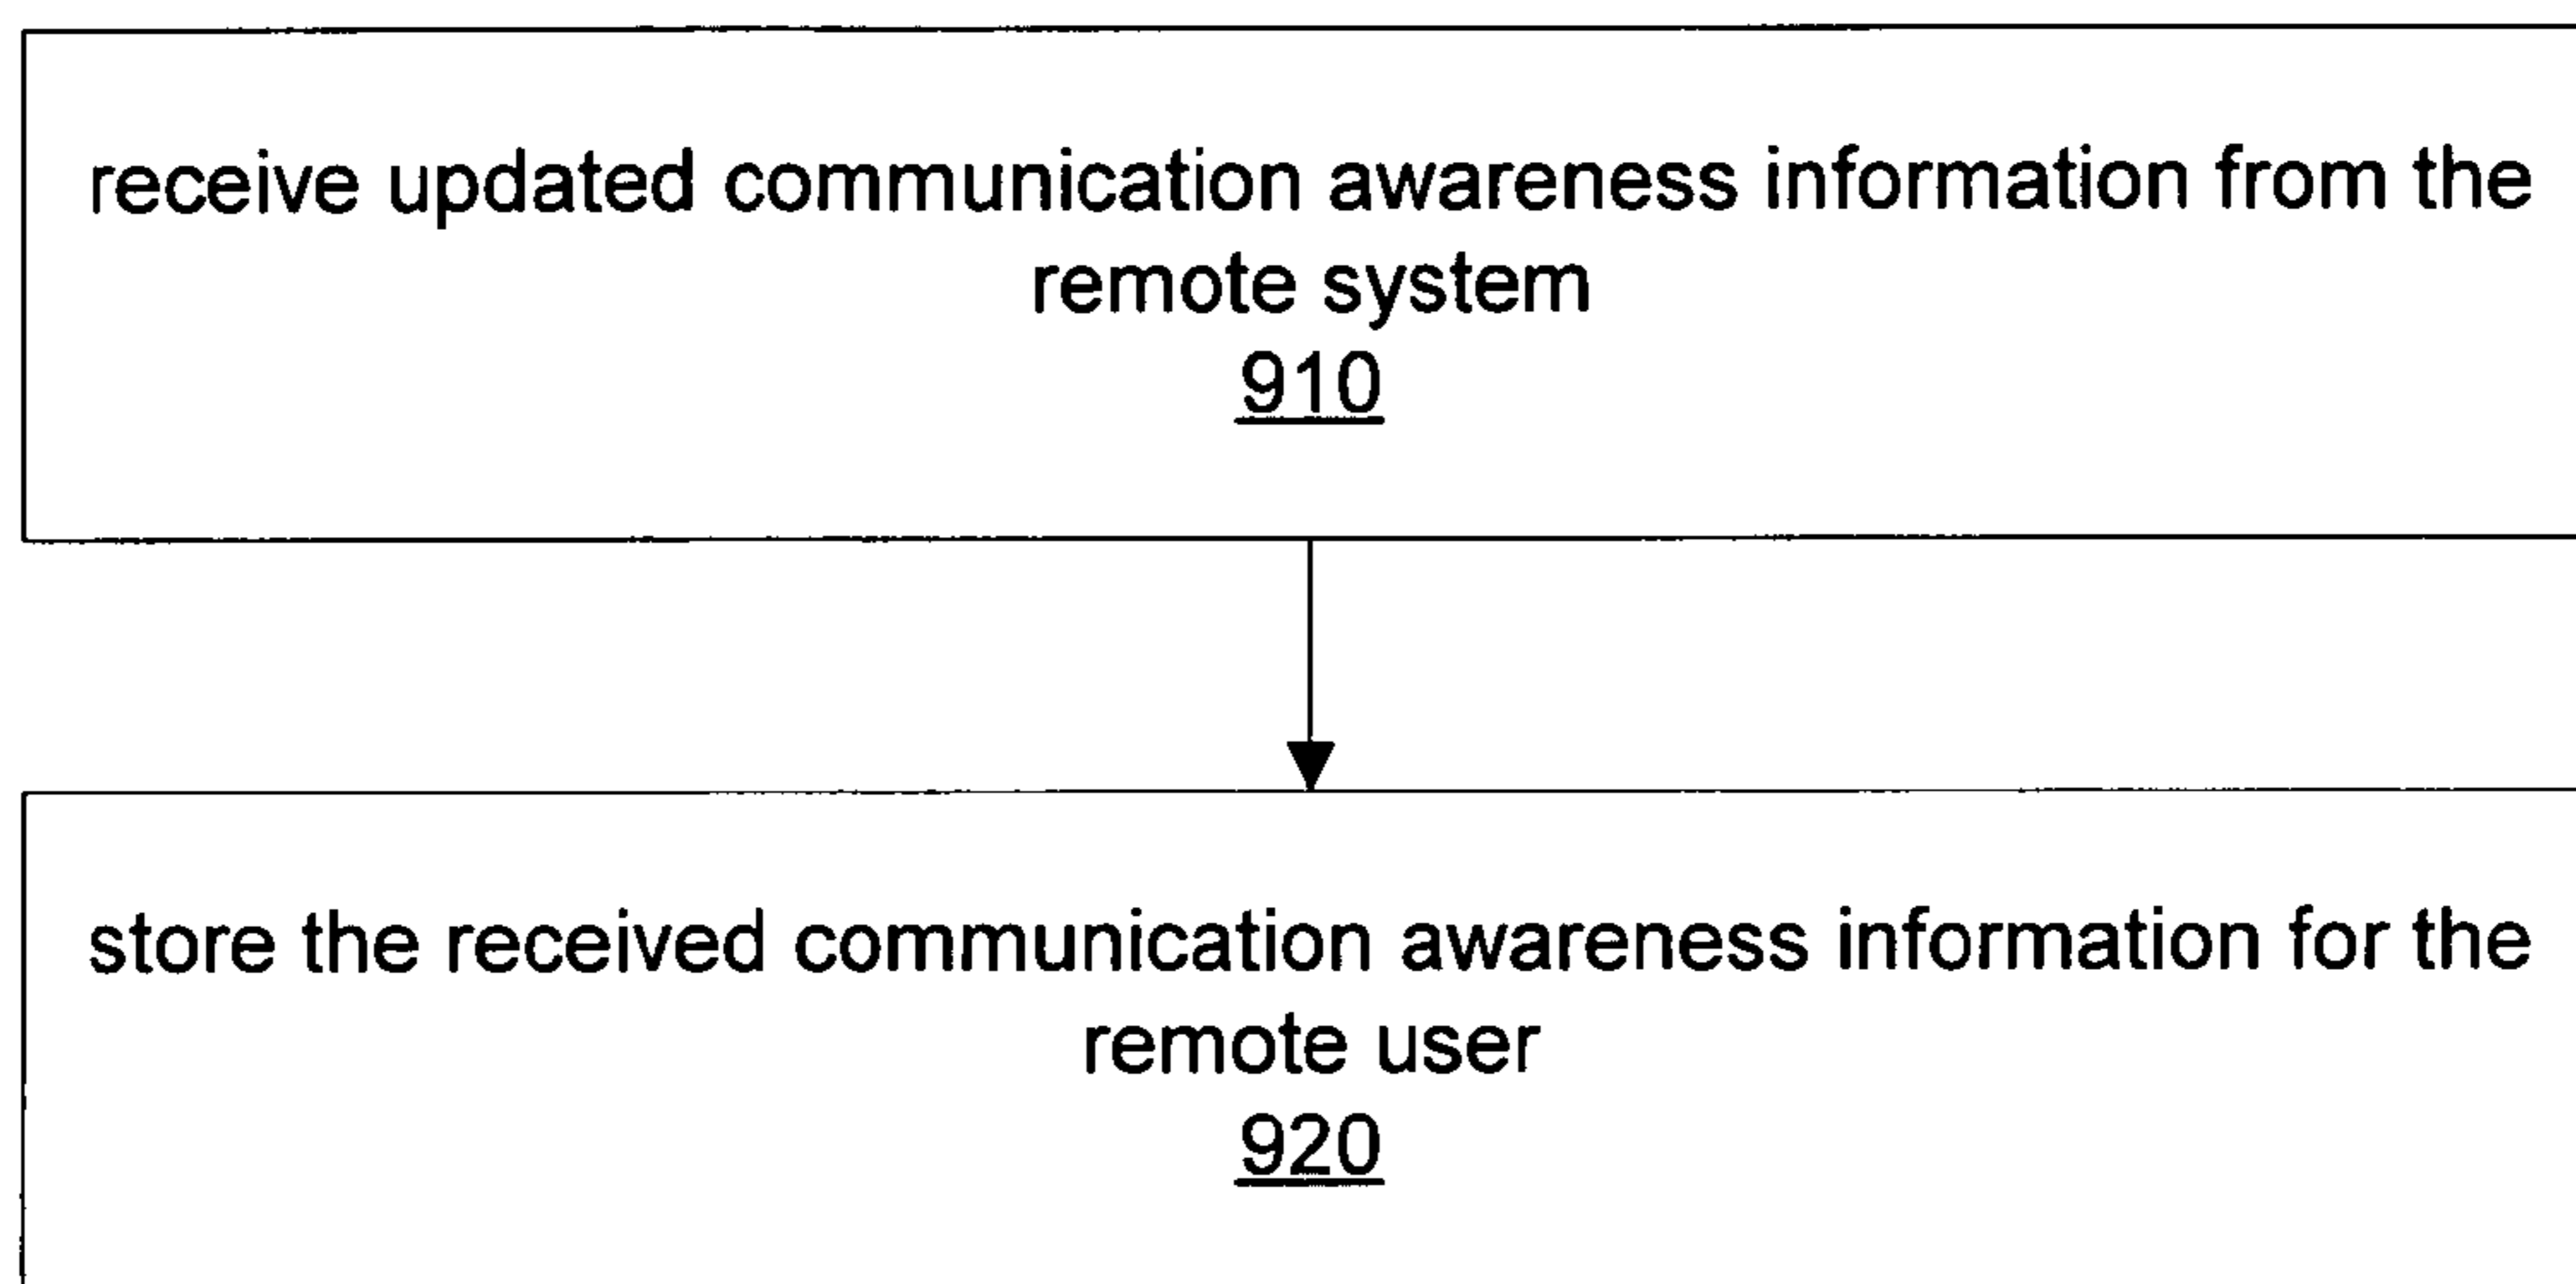 receive updated communication awareness information from the
remote system
910
store the received communication awareness information for the
remote user
920